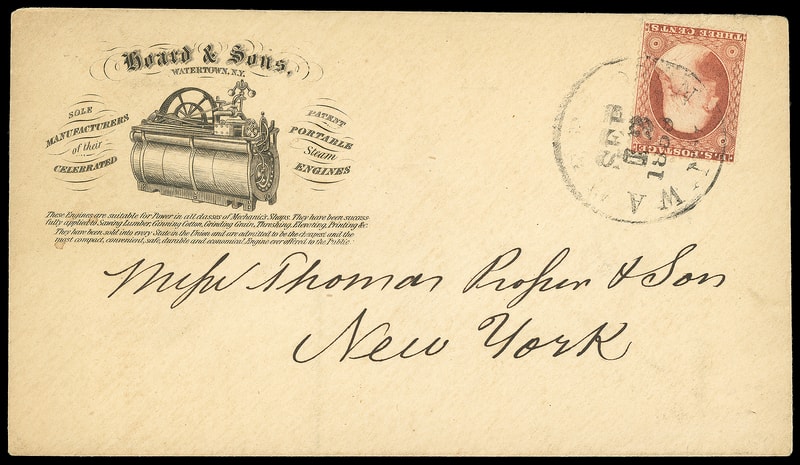 Hoard & Sons,
WATERTOWN, N.Y.
SOLE
MANUFACTURERS
of their
CELEBRATED
PATENT
PORTABLE
Steam
ENGINES
These Engines are suitable for Power in all classes of Mechanic's Shops. They have been success
fully applied to Sawing Lumber, Ginning Cotton, Grinding Grain, Threshing, Elevating, Printing &c.
They have been sold into every State in the Union and are admitted to be the cheapest and the
most compact, convenient, safe, durable and economical Engine ever offered to the Public.
THREE CENTS
U.S. POSTAGE
SEP
Thomas Prosser & Son
New York